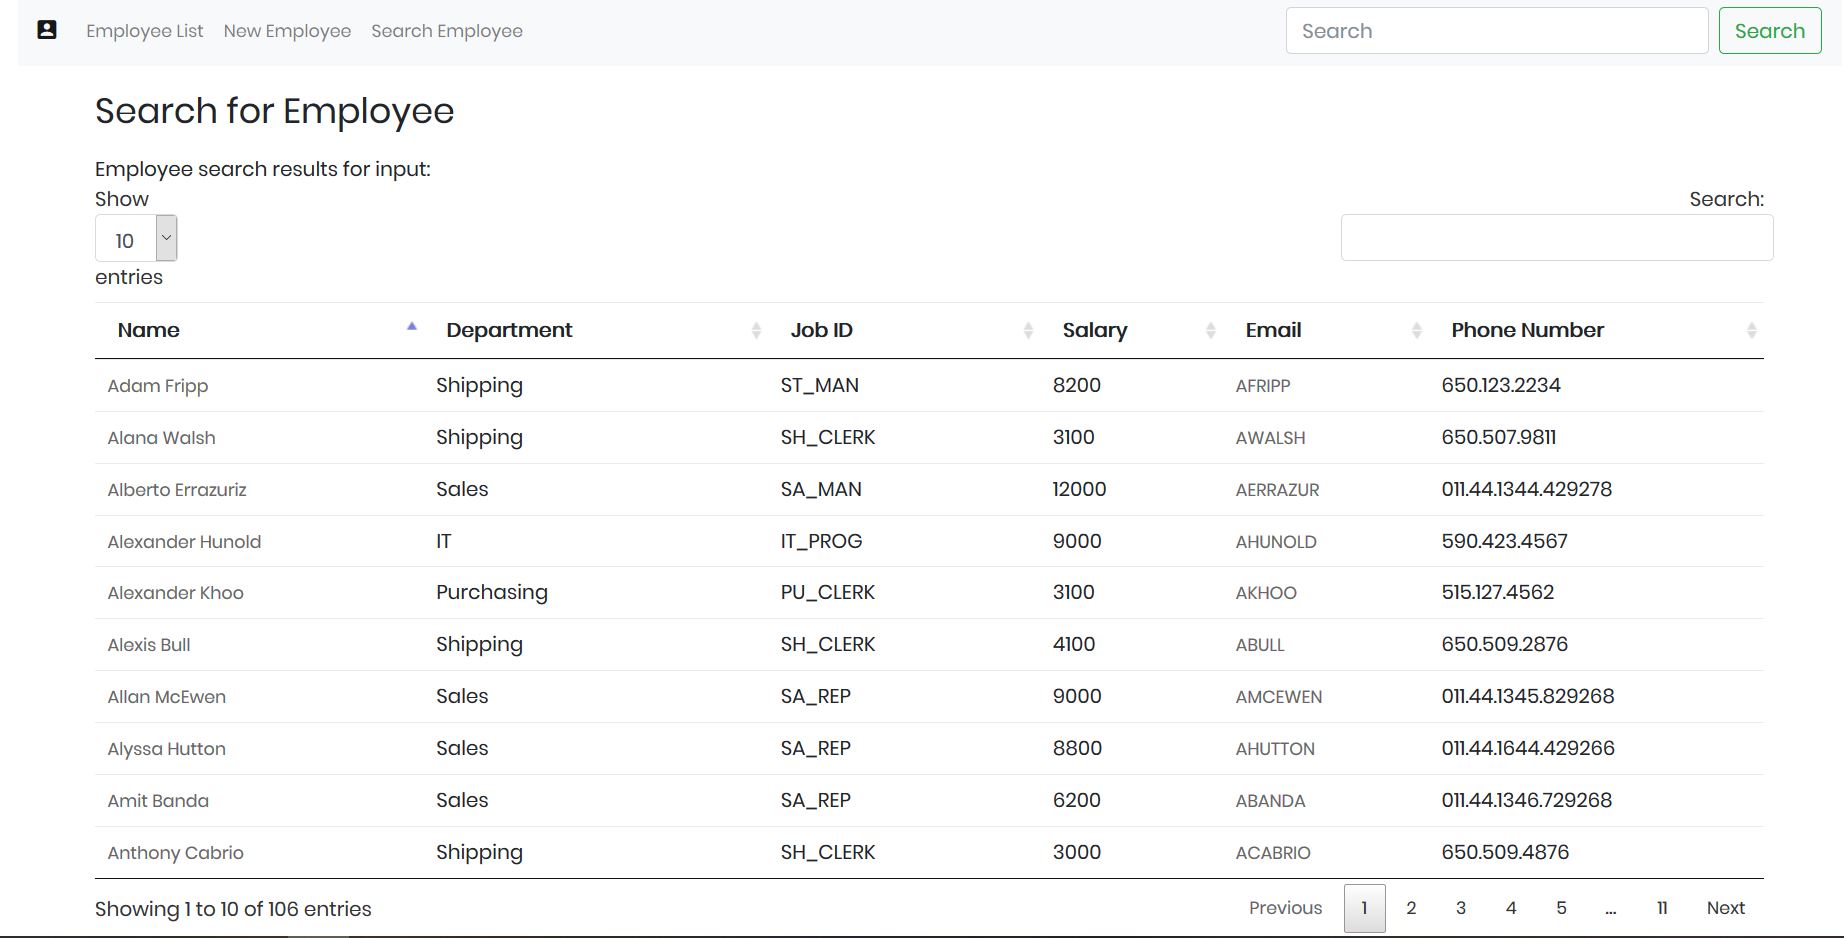 Employee List New Employee Search Employee Search Search
Search for Employee
Employee search results for input:
Show Search:
10
entries
Name Department Job ID Salary Email Phone Number
Adam Fripp Shipping ST_MAN 8200 AFRIPP 650.123.2234
Alana Walsh Shipping SH_CLERK 3100 AWALSH 650.507.9811
Alberto Errazuriz Sales SA_MAN 12000 AERRAZUR 011.44.1344.429278
Alexander Hunold IT IT_PROG 9000 AHUNOLD 590.423.4567
Alexander Khoo Purchasing PU_CLERK 3100 AKHOO 515.127.4562
Alexis Bull Shipping SH_CLERK 4100 ABULL 650.509.2876
Allan McEwen Sales SA_REP 9000 AMCEWEN 011.44.1345.829268
Alyssa Hutton Sales SA_REP 8800 AHUTTON 011.44.1644.429266
Amit Banda Sales SA_REP 6200 ABANDA 011.44.1346.729268
Anthony Cabrio Shipping SH_CLERK 3000 ACABRIO 650.509.4876
Showing 1 to 10 of 106 entries Previous 1 2 3 4 5 ... 11 Next